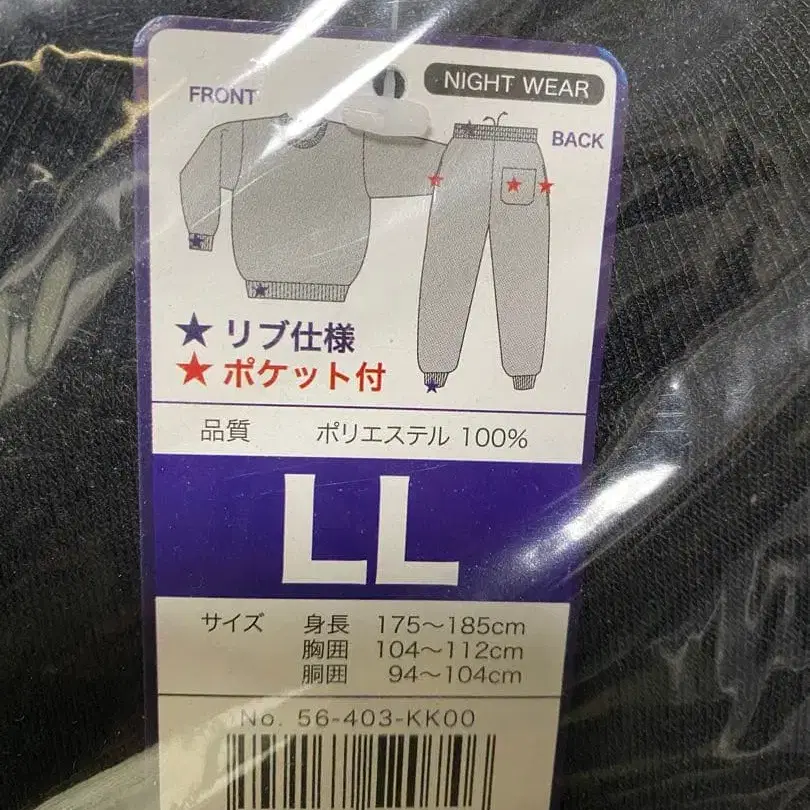 NIGHT WEAR
FRONT
BACK
★ リブ仕様
★ ポケット付
品質 ポリエステル 100%
LL
サイズ 身長 175～185cm
胸囲 104～112cm
胴囲 94～104cm
No. 56-403-KK00